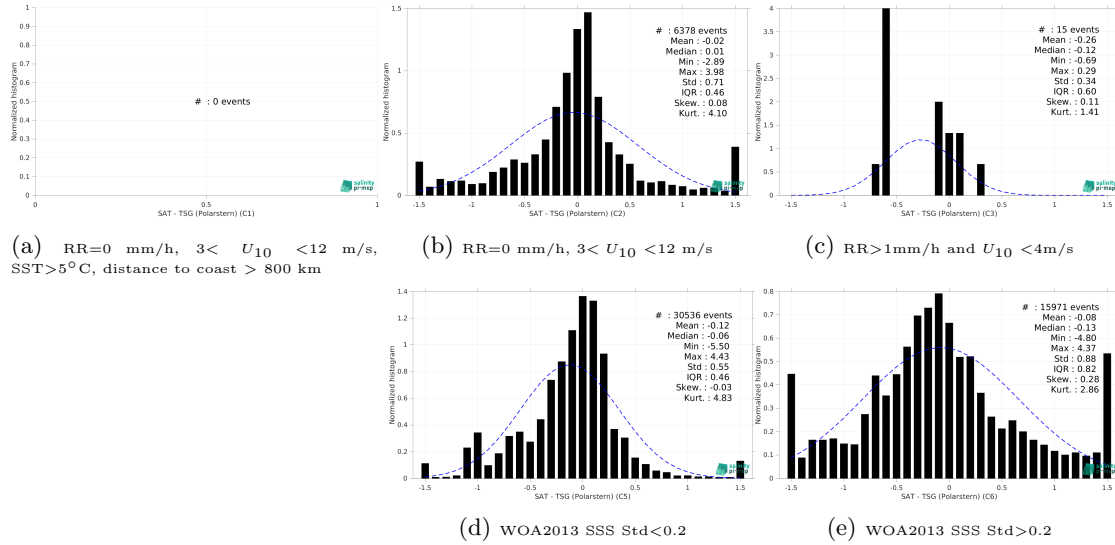 1
0.9
0.8
0.7
0.6
0.5
0.4
0.3
0.2
0.1
0
Normalized histogram
# : 0 events
0 0.5 1
SAT - TSG (Polarstern) (C1)
salinity
pi-mep
(a) RR=0 mm/h, 3< U10 <12 m/s,
SST>5°C, distance to coast > 800 km
1.5
1
0.5
0
Normalized histogram
# : 6378 events
Mean : -0.02
Median : 0.01
Min : -2.89
Max : 3.98
Std : 0.71
IQR : 0.46
Skew. : 0.08
Kurt. : 4.10
-1.5 -1 -0.5 0 0.5 1 1.5
SAT - TSG (Polarstern) (C2)
salinity
pi-mep
(b) RR=0 mm/h, 3< U10 <12 m/s
4
3.5
3
2.5
2
1.5
1
0.5
0
Normalized histogram
# : 15 events
Mean : -0.26
Median : -0.12
Min : -0.69
Max : 0.29
Std : 0.34
IQR : 0.60
Skew. : 0.11
Kurt. : 1.41
-1.5 -1 -0.5 0 0.5 1 1.5
SAT - TSG (Polarstern) (C3)
salinity
pi-mep
(c) RR>1mm/h and U10 <4m/s
1.4
1.2
1
0.8
0.6
0.4
0.2
0
Normalized histogram
# : 30536 events
Mean : -0.12
Median : -0.06
Min : -5.50
Max : 4.43
Std : 0.55
IQR : 0.46
Skew. : -0.03
Kurt. : 4.83
-1.5 -1 -0.5 0 0.5 1 1.5
SAT - TSG (Polarstern) (C5)
salinity
pi-mep
(d) WOA2013 SSS Std<0.2
0.8
0.7
0.6
0.5
0.4
0.3
0.2
0.1
0
Normalized histogram
# : 15971 events
Mean : -0.08
Median : -0.13
Min : -4.80
Max : 4.37
Std : 0.88
IQR : 0.82
Skew. : 0.28
Kurt. : 2.86
-1.5 -1 -0.5 0 0.5 1 1.5
SAT - TSG (Polarstern) (C6)
salinity
pi-mep
(e) WOA2013 SSS Std>0.2